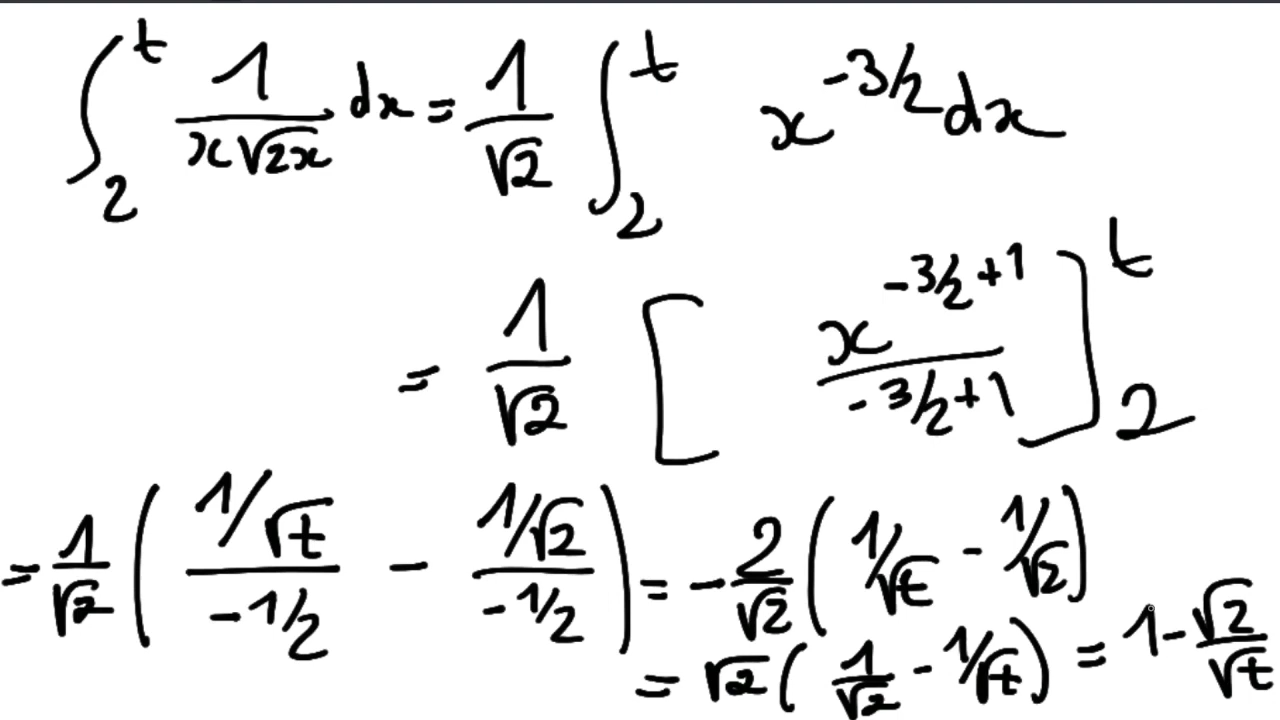 ∫₂ᵗ 1/(x√2x) dx = 1/√2 ∫₂ᵗ x^(-3/2) dx
= 1/√2 [ x^(-3/2+1) / (-3/2+1) ]₂ᵗ
= 1/√2 ( (1/√t)/(-1/2) - (1/√2)/(-1/2) ) = -2/√2 ( 1/√t - 1/√2 )
= √2 ( 1/√2 - 1/√t ) = 1 - √2/√t